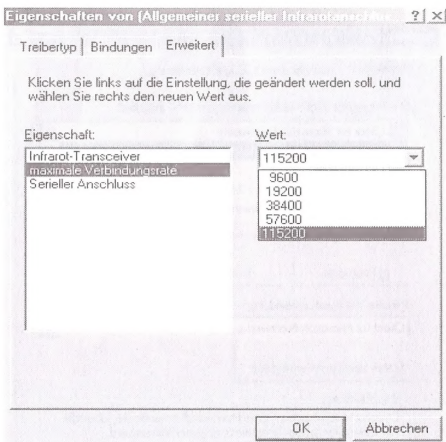 Eigenschaften von (Allgemeiner serieller Infrarotanschluss
Treibertyp
Bindungen
Erweitert
Klicken Sie links auf die Einstellung, die geändert werden soll, und
wählen Sie rechts den neuen Wert aus.
Eigenschaft:
Infrarot-Transceiver
maximale Verbindungsrate
Serieller Anschluss
Wert:
115200
9600
19200
38400
57600
115200
OK
Abbrechen